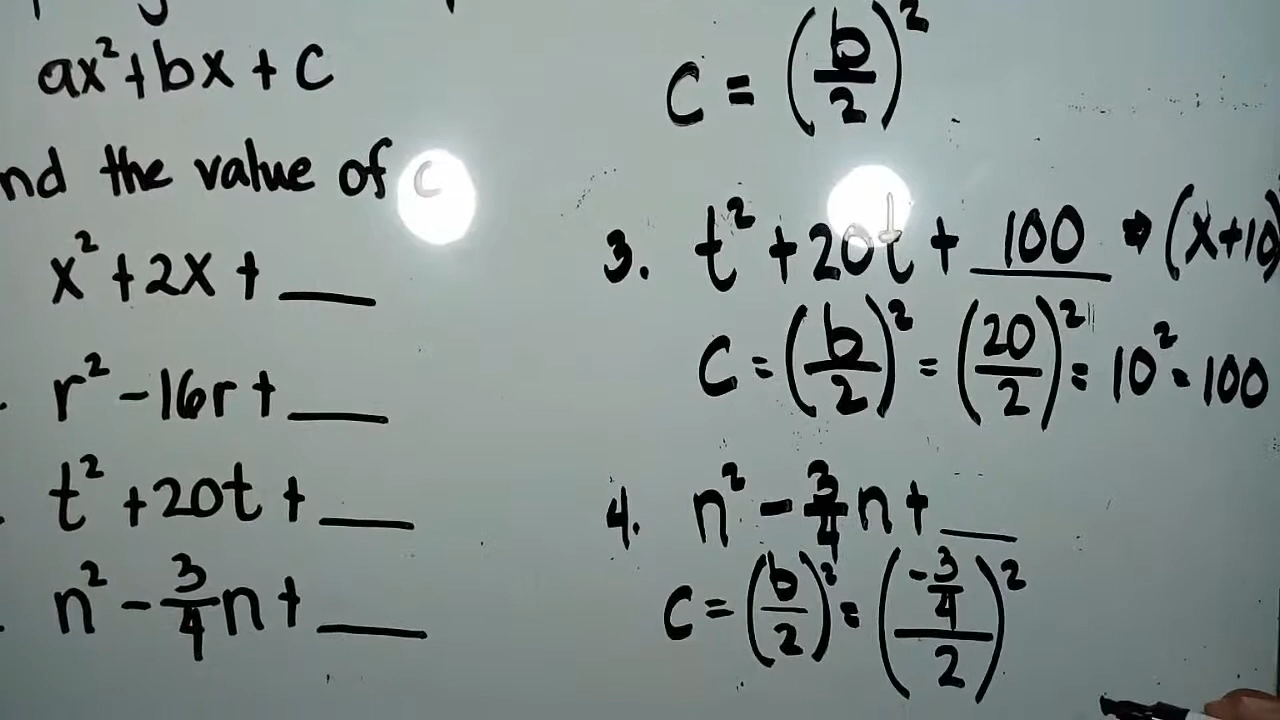 ax² + bx + c
nd the value of c
x² + 2x + ___
r² - 16r + ___
t² + 20t + ___
n² - 3/4 n + ___
C = (b/2)²
3. t² + 20t + 100 → (x+10)
C = (b/2)² = (20/2)² = 10² = 100
4. n² - 3/4 n + ___
C = (b/2)² = (-3/4 / 2)²